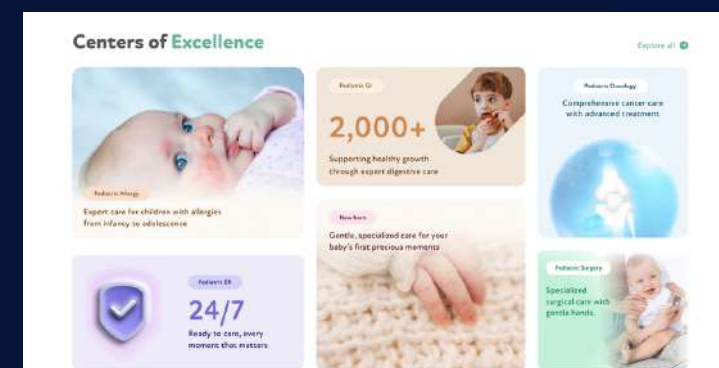 Centers of Excellence
Explore all
Pediatric Allergy
Expert care for children with allergies
from infancy to adolescence
Pediatric GI
2,000+
Supporting healthy growth
through expert digestive care
Pediatric Oncology
Comprehensive cancer care
with advanced treatment
Pediatric ER
24/7
Ready to care, every
moment that matters
New born
Gentle, specialized care for your
baby's first precious moments
Pediatric Surgery
Specialized
surgical care with
gentle hands.